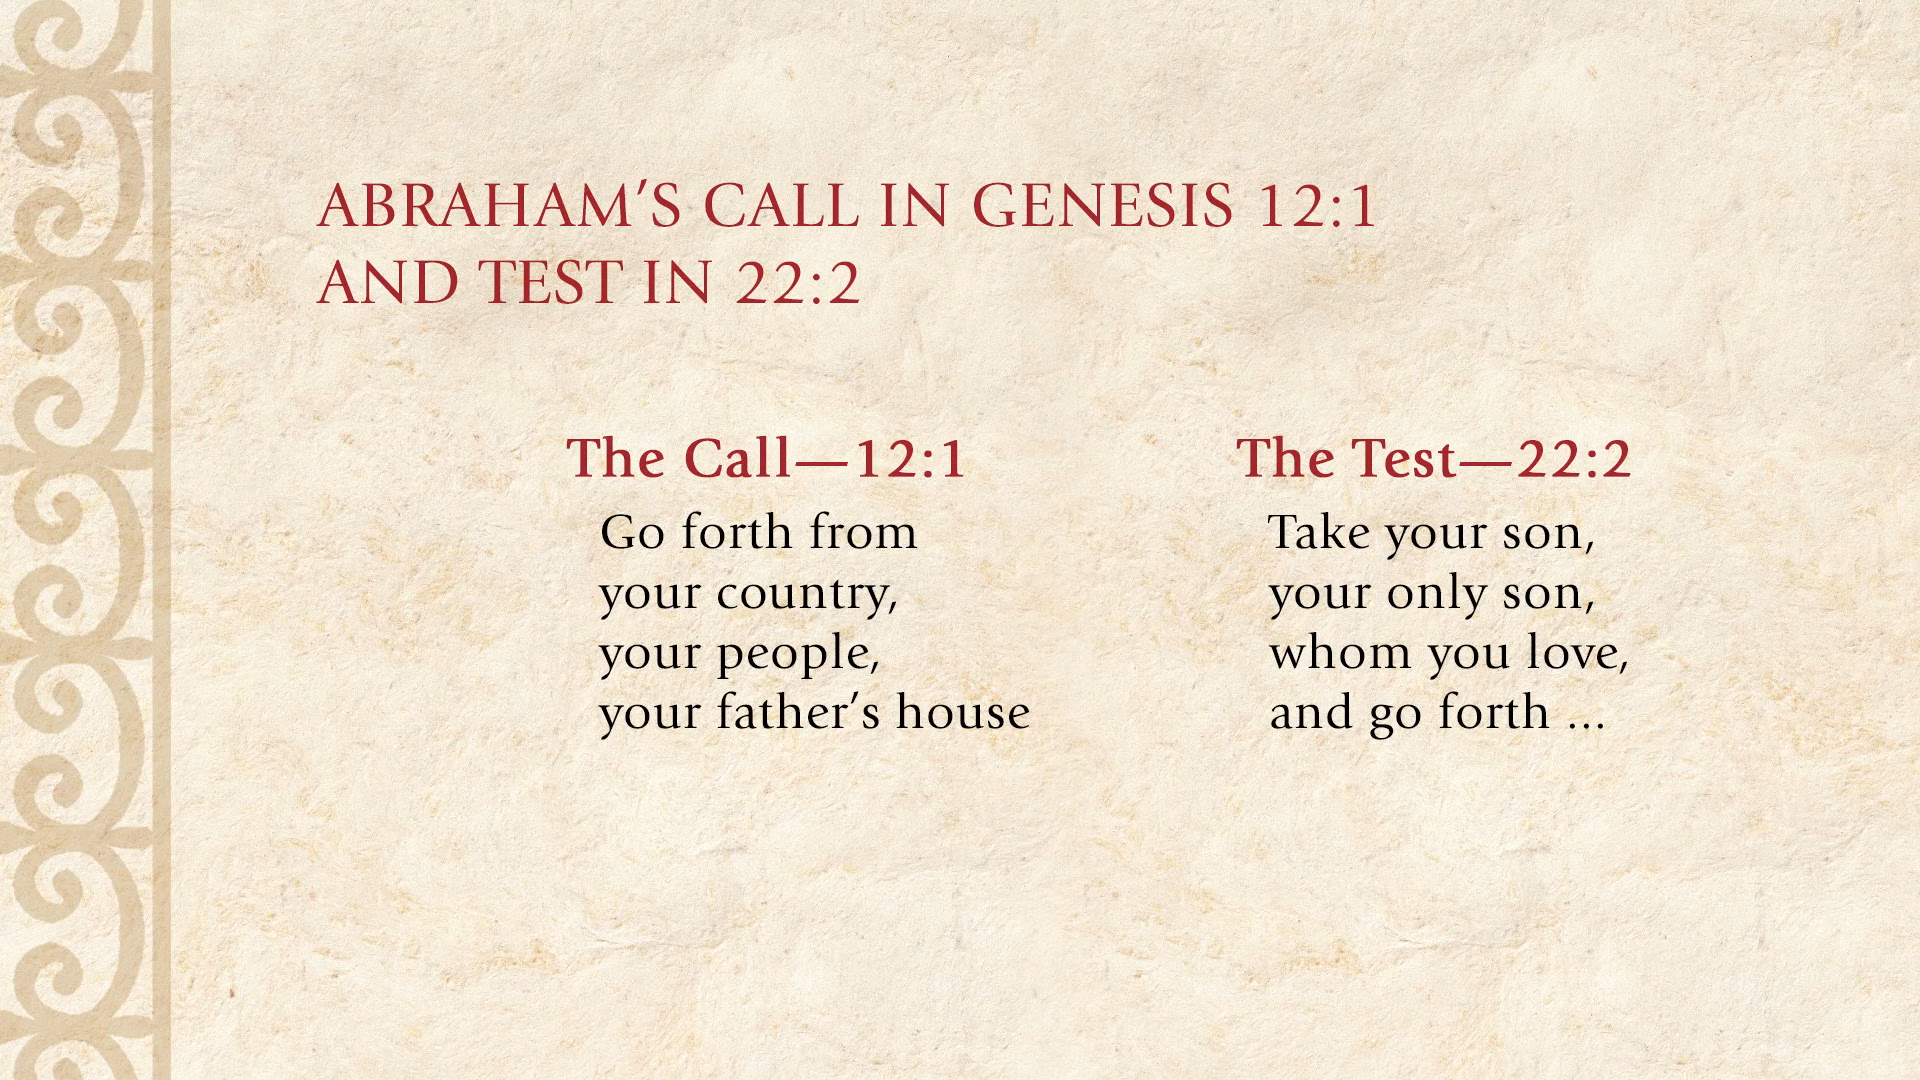 ABRAHAM’S CALL IN GENESIS 12:1
AND TEST IN 22:2
The Call—12:1
Go forth from
your country,
your people,
your father’s house
The Test—22:2
Take your son,
your only son,
whom you love,
and go forth ...